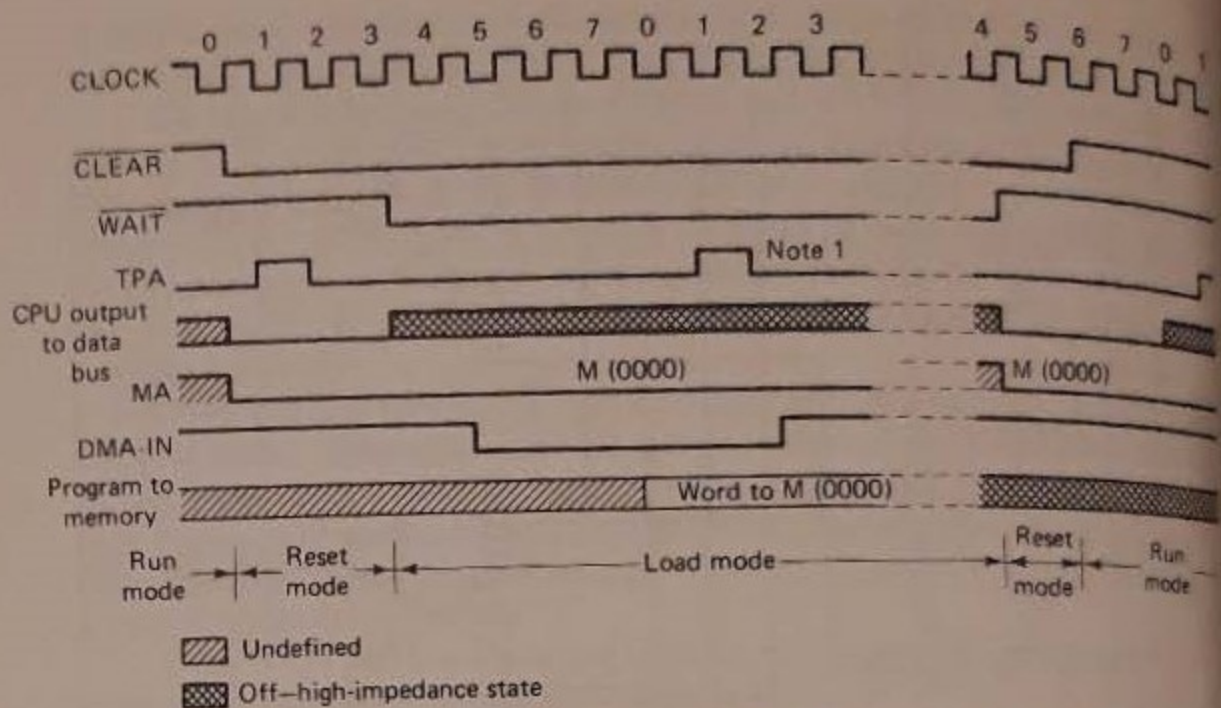 0 1 2 3 4 5 6 7 0 1 2 3 4 5 6 7 0 1
CLOCK
CLEAR
WAIT
TPA
Note 1
CPU output
to data
bus
M (0000)
M (0000)
MA
DMA-IN
Program to
memory
Word to M (0000)
Run
mode
Reset
mode
Load mode
Reset
mode
Run
mode
Undefined
Off—high-impedance state